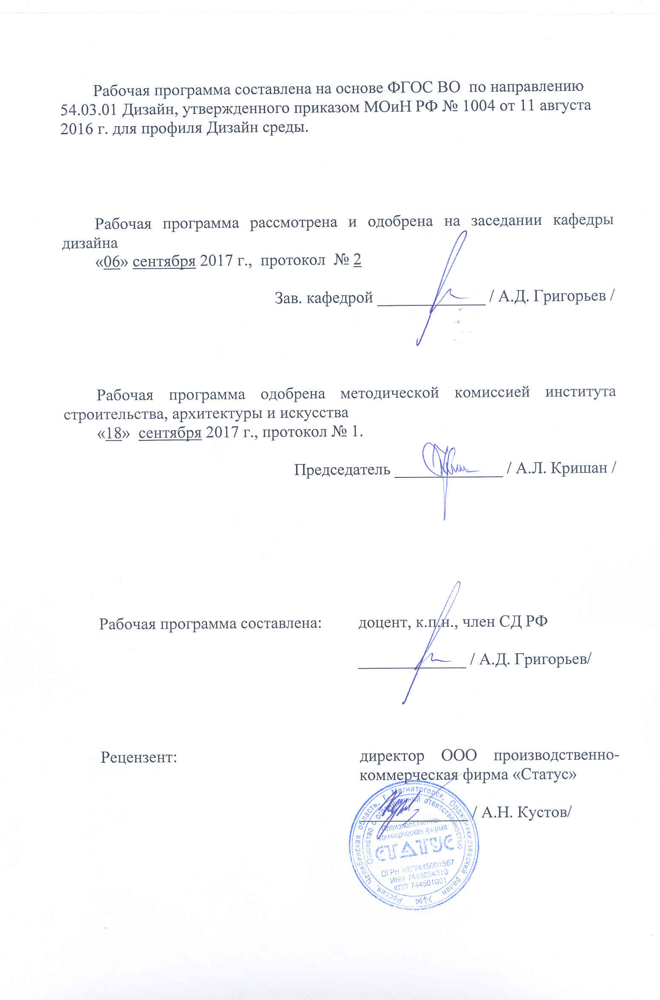 Рабочая программа составлена на основе ФГОС ВО по направлению
54.03.01 Дизайн, утвержденного приказом МОиН РФ № 1004 от 11 августа
2016 г. для профиля Дизайн среды.
Рабочая программа рассмотрена и одобрена на заседании кафедры
дизайна
«06» сентября 2017 г., протокол № 2
Зав. кафедрой _____________ / А.Д. Григорьев /
Рабочая программа одобрена методической комиссией института
строительства, архитектуры и искусства
«18» сентября 2017 г., протокол № 1.
Председатель _____________ / А.Л. Кришан /
Рабочая программа составлена: доцент, к.п.н., член СД РФ
_____________ / А.Д. Григорьев/
Рецензент: директор ООО производственно-
коммерческая фирма «Статус»
_____________ / А.Н. Кустов/
Россия, Челябинская область, г. Магнитогорск, Орджоникидзевский район
Общество с ограниченной ответственностью
Производственно-
коммерческая фирма
СТАТУС
ОГРН 1077445001567
ИНН 7445034310
КПП 744501001